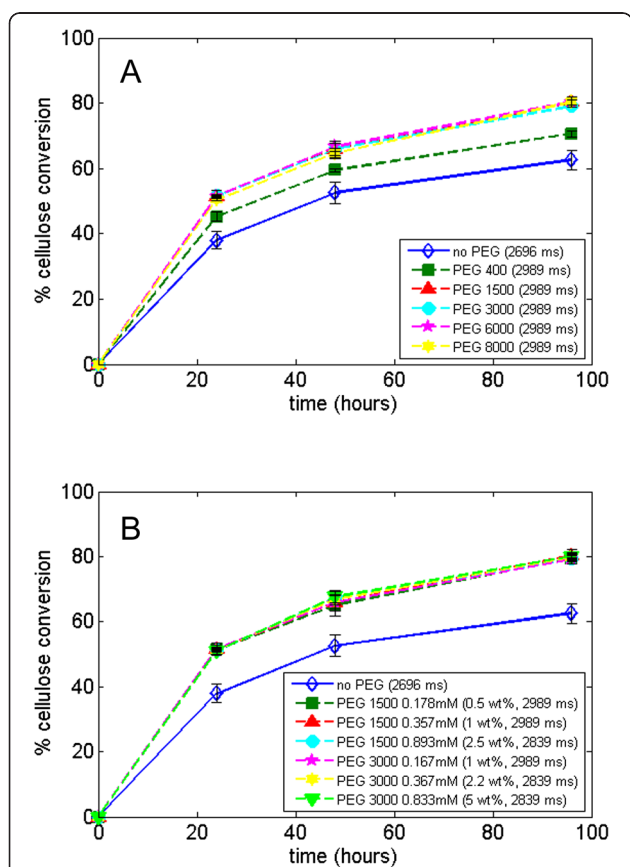 100
A
80
60
40
20
0
% cellulose conversion
no PEG (2696 ms)
PEG 400 (2989 ms)
PEG 1500 (2989 ms)
PEG 3000 (2989 ms)
PEG 6000 (2989 ms)
PEG 8000 (2989 ms)
0 20 40 60 80 100
time (hours)
100
B
80
60
40
20
0
% cellulose conversion
no PEG (2696 ms)
PEG 1500 0.178mM (0.5 wt%, 2989 ms)
PEG 1500 0.357mM (1 wt%, 2989 ms)
PEG 1500 0.893mM (2.5 wt%, 2839 ms)
PEG 3000 0.167mM (1 wt%, 2989 ms)
PEG 3000 0.367mM (2.2 wt%, 2839 ms)
PEG 3000 0.833mM (5 wt%, 2839 ms)
0 20 40 60 80 100
time (hours)